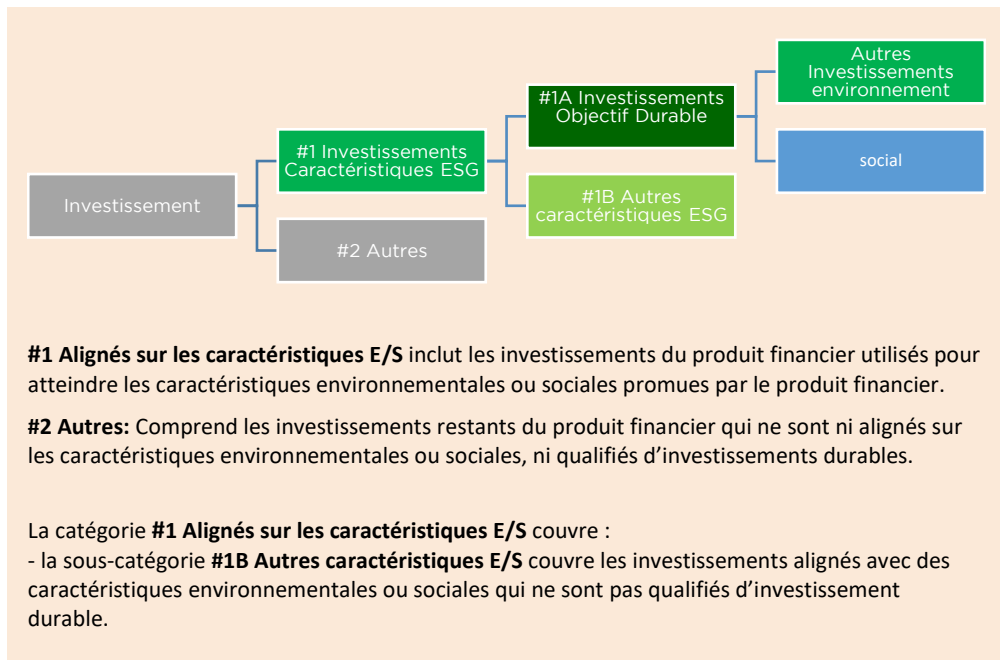 Autres
Investissements
environnement
#1A Investissements
Objectif Durable
#1 Investissements
Caractéristiques ESG
social
Investissement
#1B Autres
caractéristiques ESG
#2 Autres
#1 Alignés sur les caractéristiques E/S inclut les investissements du produit financier utilisés pour
atteindre les caractéristiques environnementales ou sociales promues par le produit financier.
#2 Autres: Comprend les investissements restants du produit financier qui ne sont ni alignés sur
les caractéristiques environnementales ou sociales, ni qualifiés d’investissements durables.
La catégorie #1 Alignés sur les caractéristiques E/S couvre :
- la sous-catégorie #1B Autres caractéristiques E/S couvre les investissements alignés avec des
caractéristiques environnementales ou sociales qui ne sont pas qualifiés d’investissement
durable.